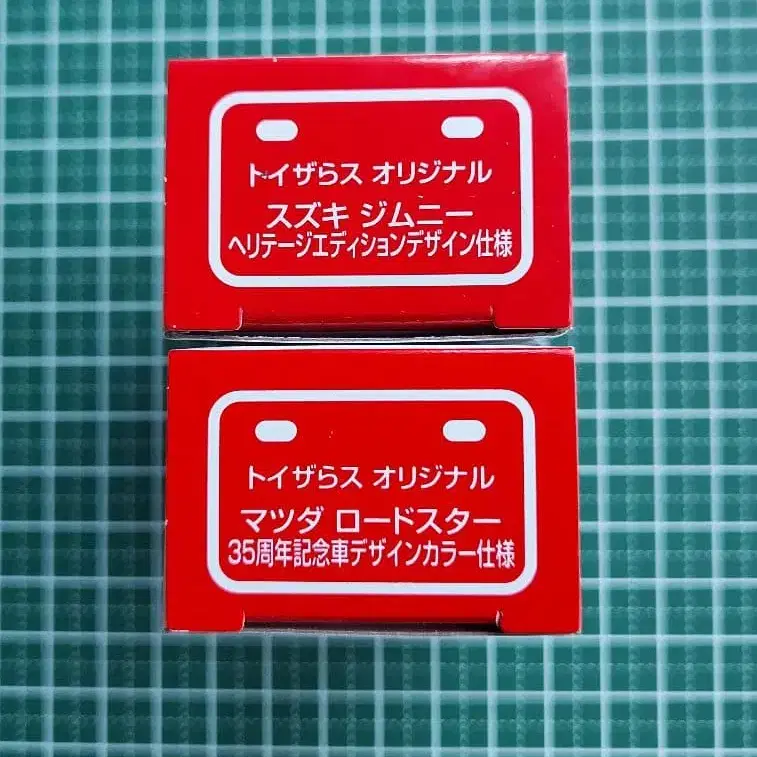 トイザらス オリジナル
スズキ ジムニー
ヘリテージエディションデザイン仕様
トイザらス オリジナル
マツダ ロードスター
35周年記念車デザインカラー仕様